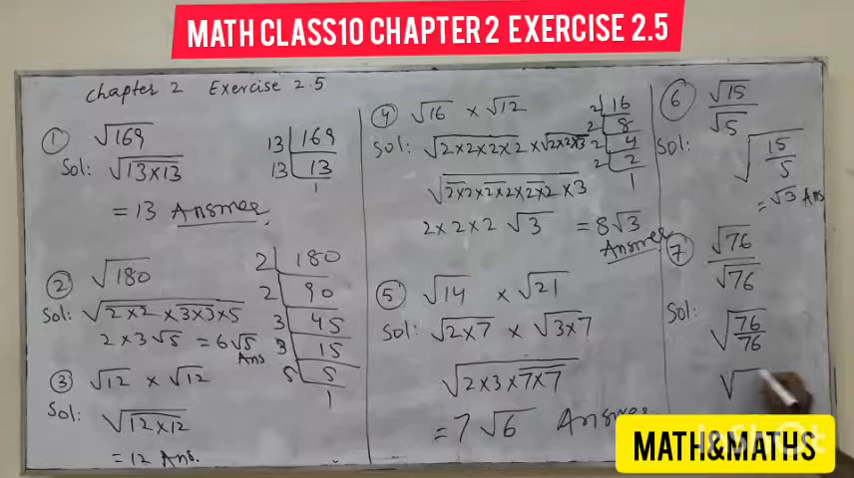 MATH CLASS10 CHAPTER 2 EXERCISE 2.5
Chapter 2 Exercise 2.5
① √169
Sol: √13×13
= 13 Answer
13 | 169
13 | 13
1
② √180
Sol: √2×2×3×3×5
2×3√5 = 6√5
Ans
2 | 180
2 | 90
3 | 45
3 | 15
5 | 5
1
③ √12 × √12
Sol:
√12×12
= 12 Ans.
④ √16 × √12
Sol: √2×2×2×2 × √2×2×3
√2×2×2×2×2×2×3
2×2×2 √3 = 8√3
Answer
2 | 16
2 | 8
2 | 4
2 | 2
1
⑤ √14 × √21
Sol: √2×7 × √3×7
√2×3×7×7
= 7√6 Answer
⑥ √15/√5
Sol:
√15/5
= √3 Ans
⑦ √76/√76
Sol:
√76/76
√
MATH&MATHS